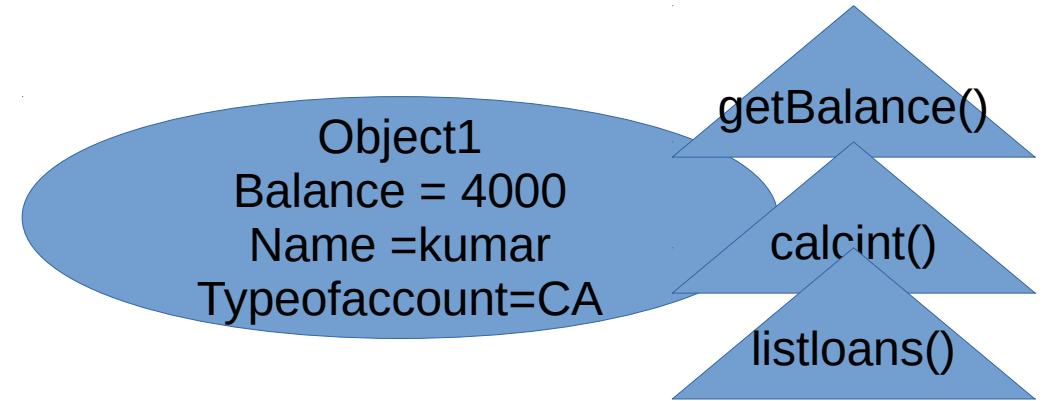 Object1
Balance = 4000
Name =kumar
Typeofaccount=CA
getBalance()
calcint()
listloans()